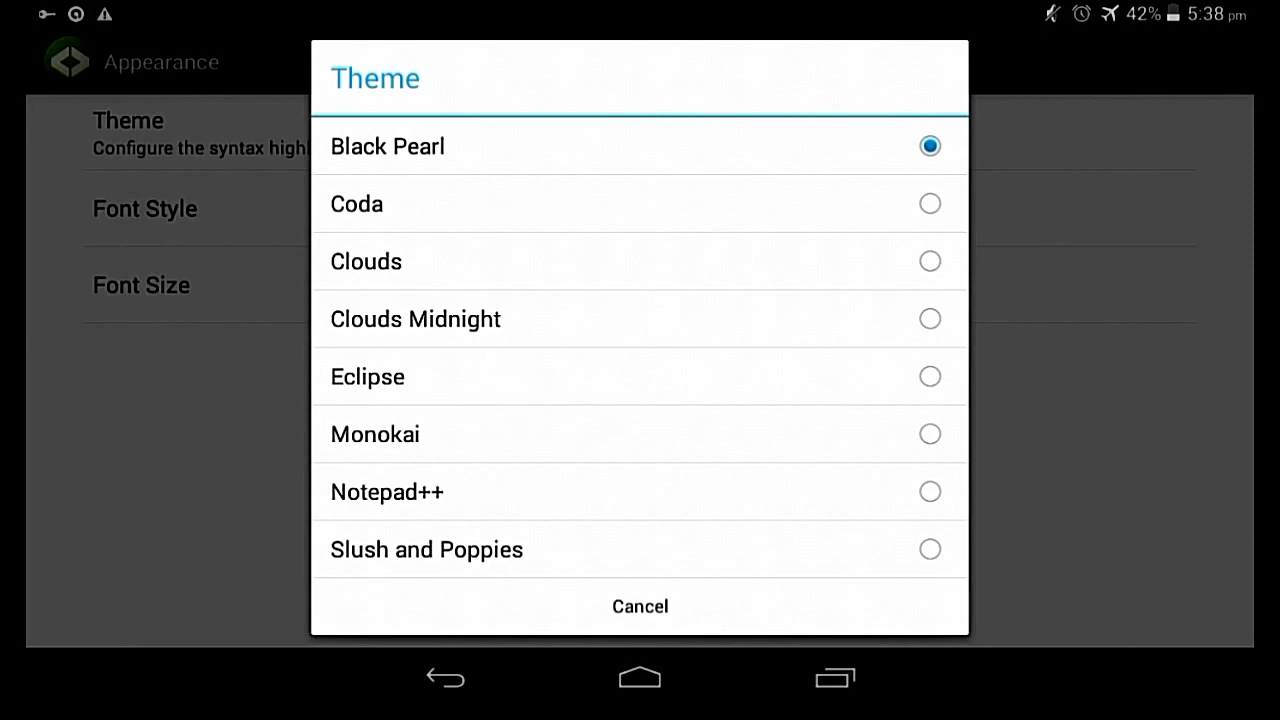 42% 5:38 pm
Appearance
Theme
Configure the syntax highl
Font Style
Font Size
Theme
Black Pearl
Coda
Clouds
Clouds Midnight
Eclipse
Monokai
Notepad++
Slush and Poppies
Cancel